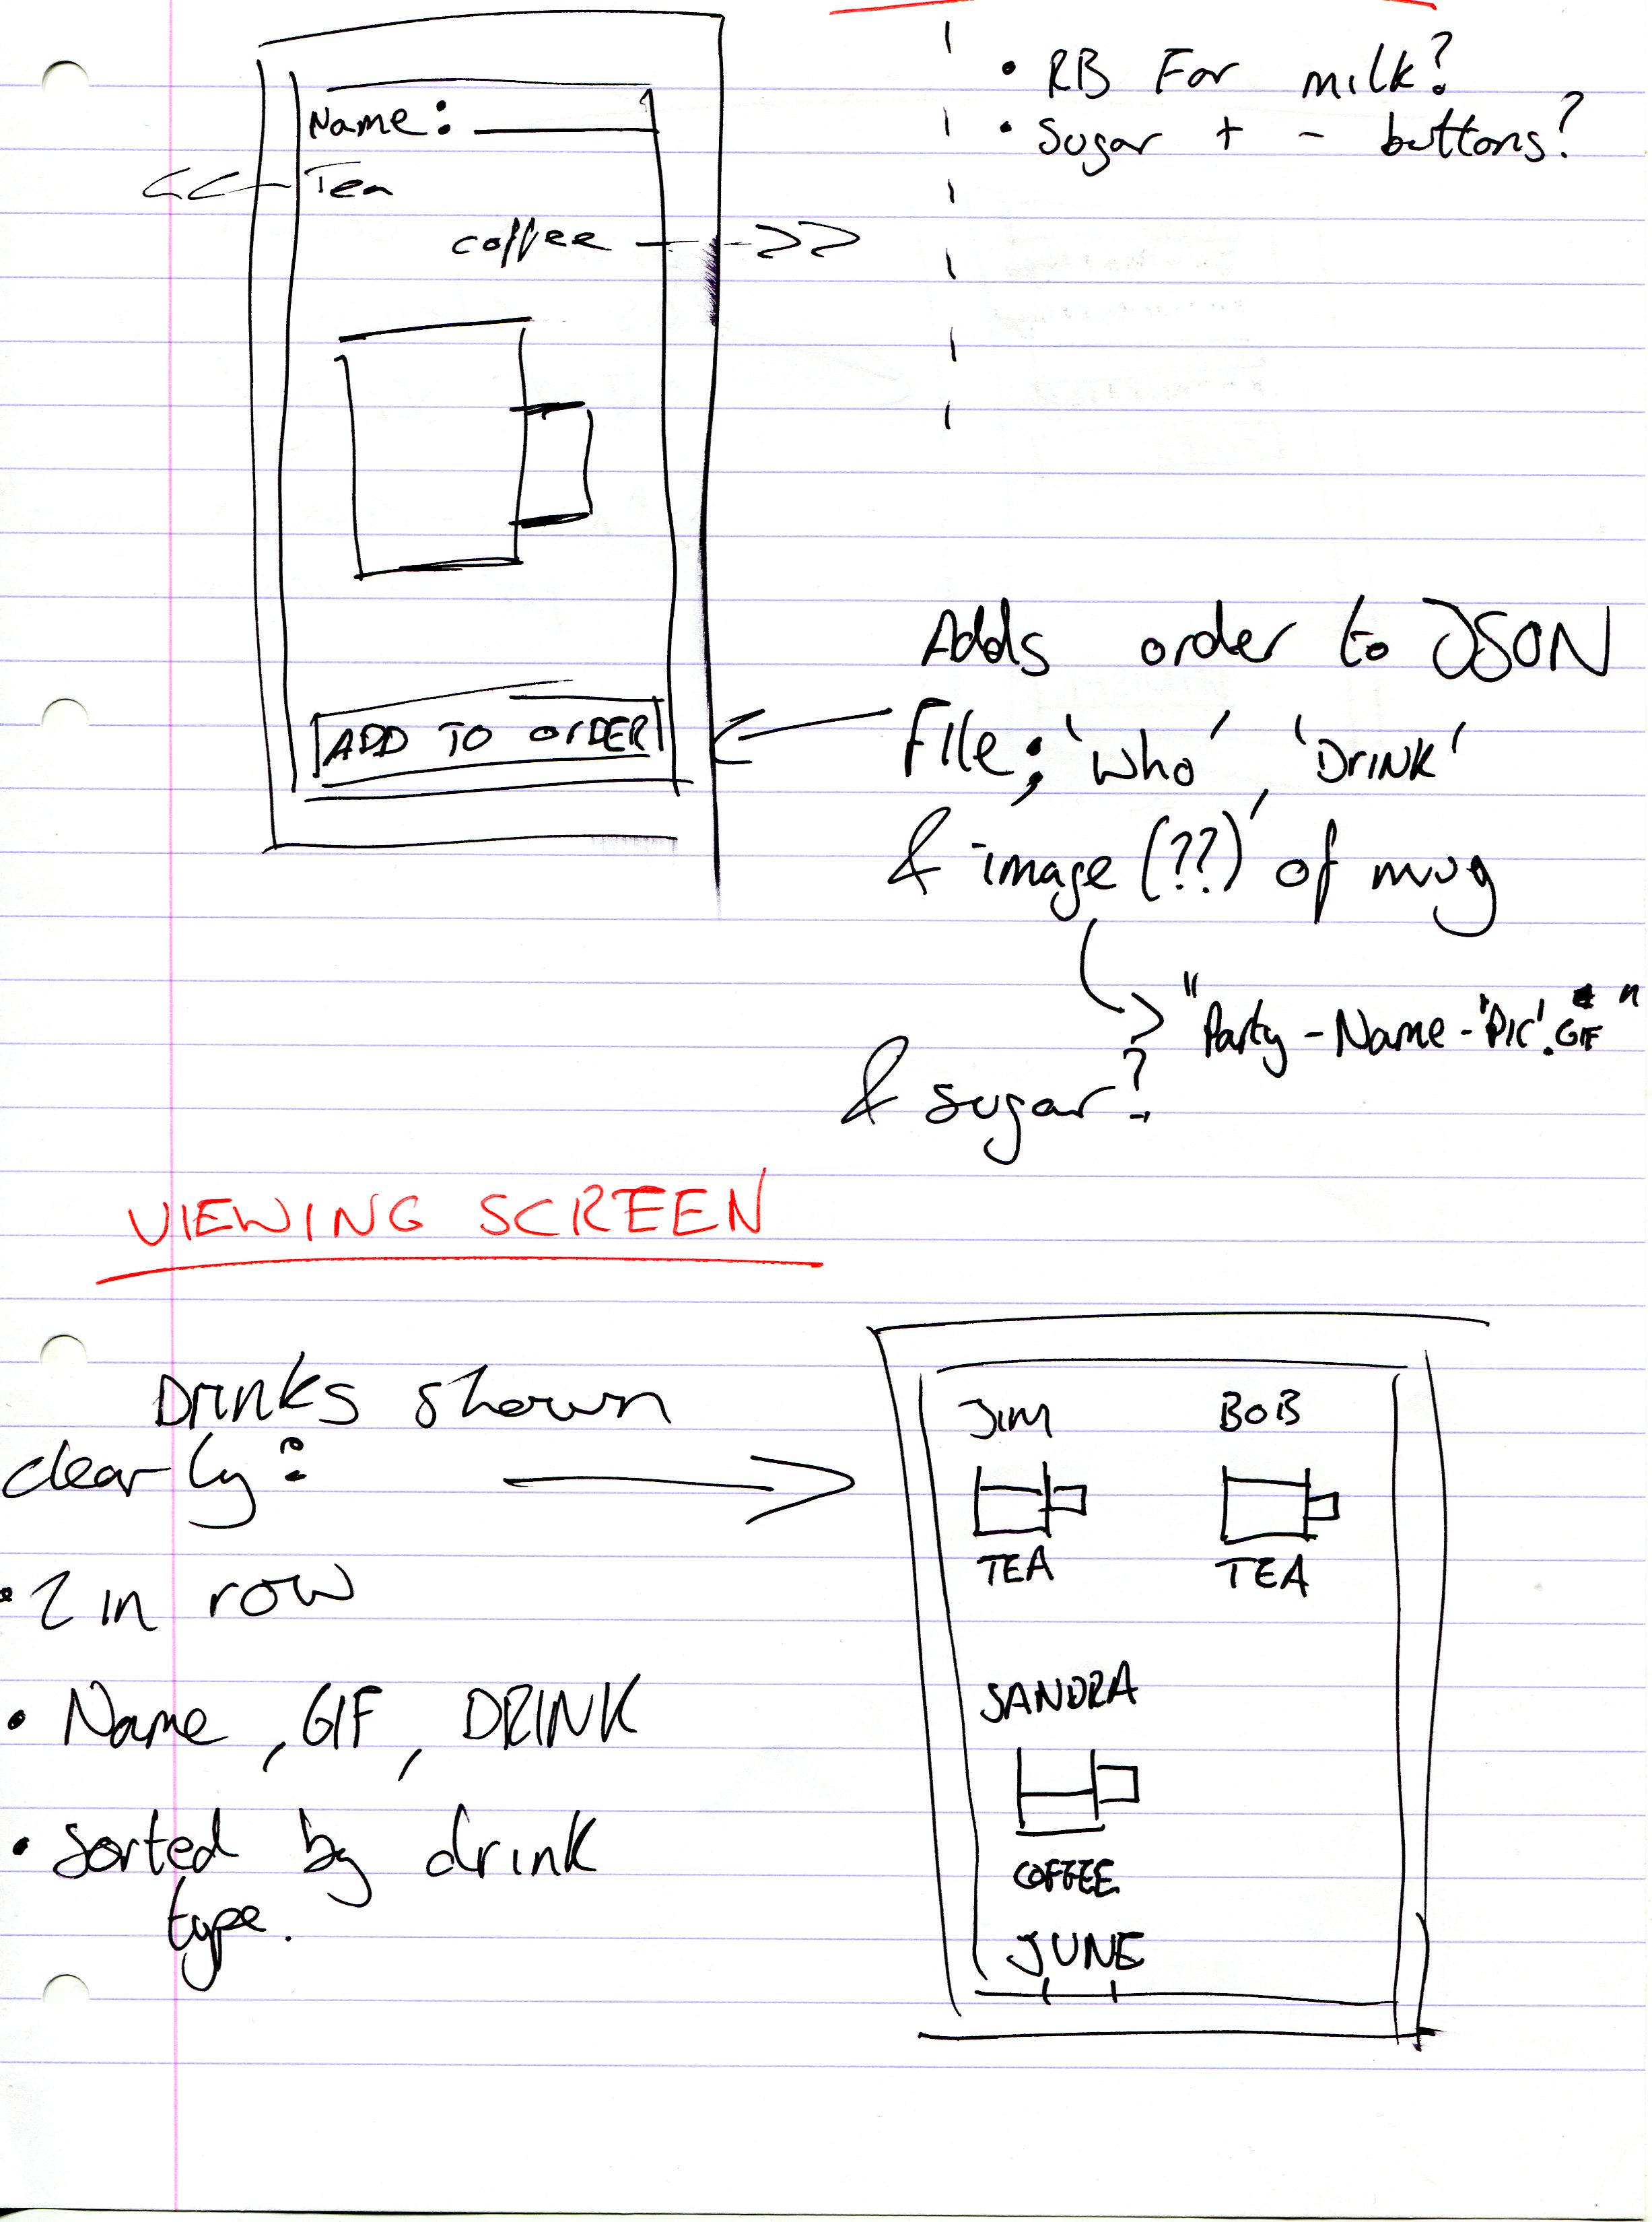 Name:
<<- Tea
coffee -->>
• RB For milk?
• Sugar + - buttons?
ADD TO OrDER
Adds order to JSON
File; 'Who', 'DrINK'
& image (??) of mug
"Party-Name-'Pic'.GIF"
& sugar?
VIEWING SCREEN
Drinks shown
clearly:
• 2 in row
• Name, GIF, DRINK
• Sorted by drink
type.
JIM BOB
TEA TEA
SANDRA
COFFEE
JUNE